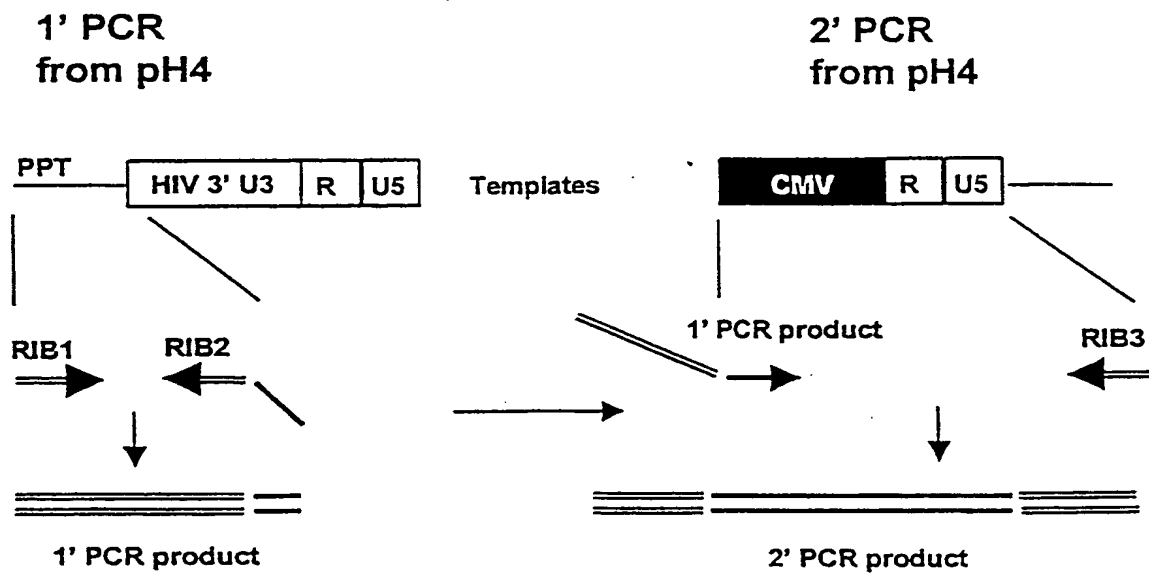 1' PCR
from pH4
2' PCR
from pH4
PPT
HIV 3' U3
R
U5
Templates
CMV
R
U5
RIB1
RIB2
1' PCR product
RIB3
1' PCR product
2' PCR product